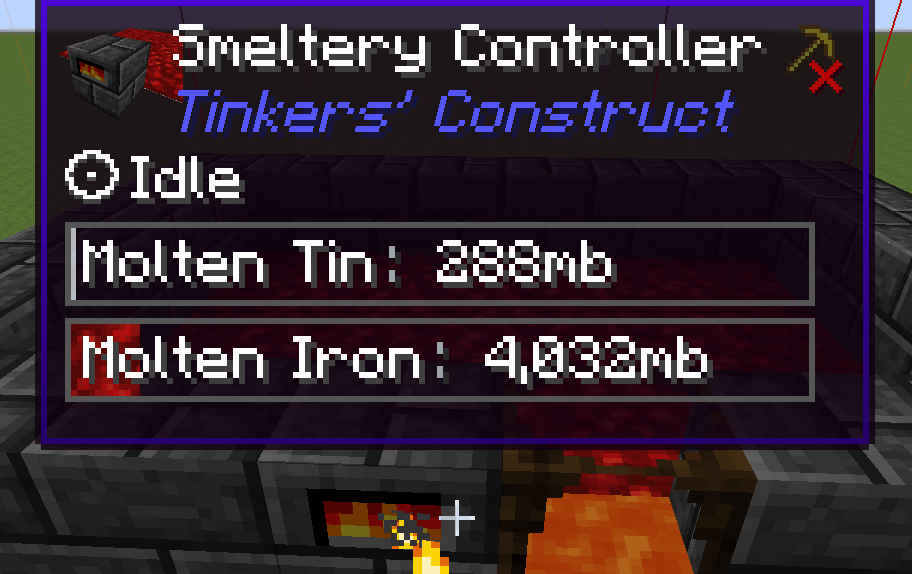 Smeltery Controller
Tinkers' Construct
Idle
Molten Tin: 288mb
Molten Iron: 4,032mb